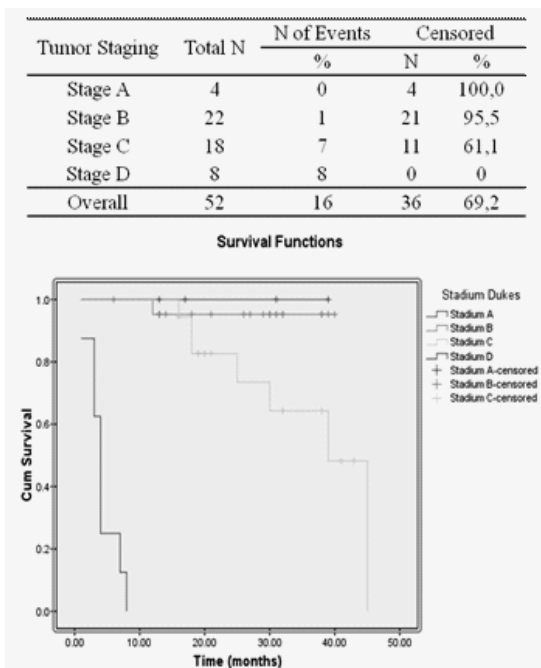 Tumor Staging Total N N of Events Censored
% N %
Stage A 4 0 4 100,0
Stage B 22 1 21 95,5
Stage C 18 7 11 61,1
Stage D 8 8 0 0
Overall 52 16 36 69,2
Survival Functions
Stadium Dukes
Stadium A
Stadium B
Stadium C
Stadium D
Stadium A-censored
Stadium B-censored
Stadium C-censored
Cum Survival
1.0
0.8
0.6
0.4
0.2
0.0
0.00 10.00 20.00 30.00 40.00 50.00
Time (months)